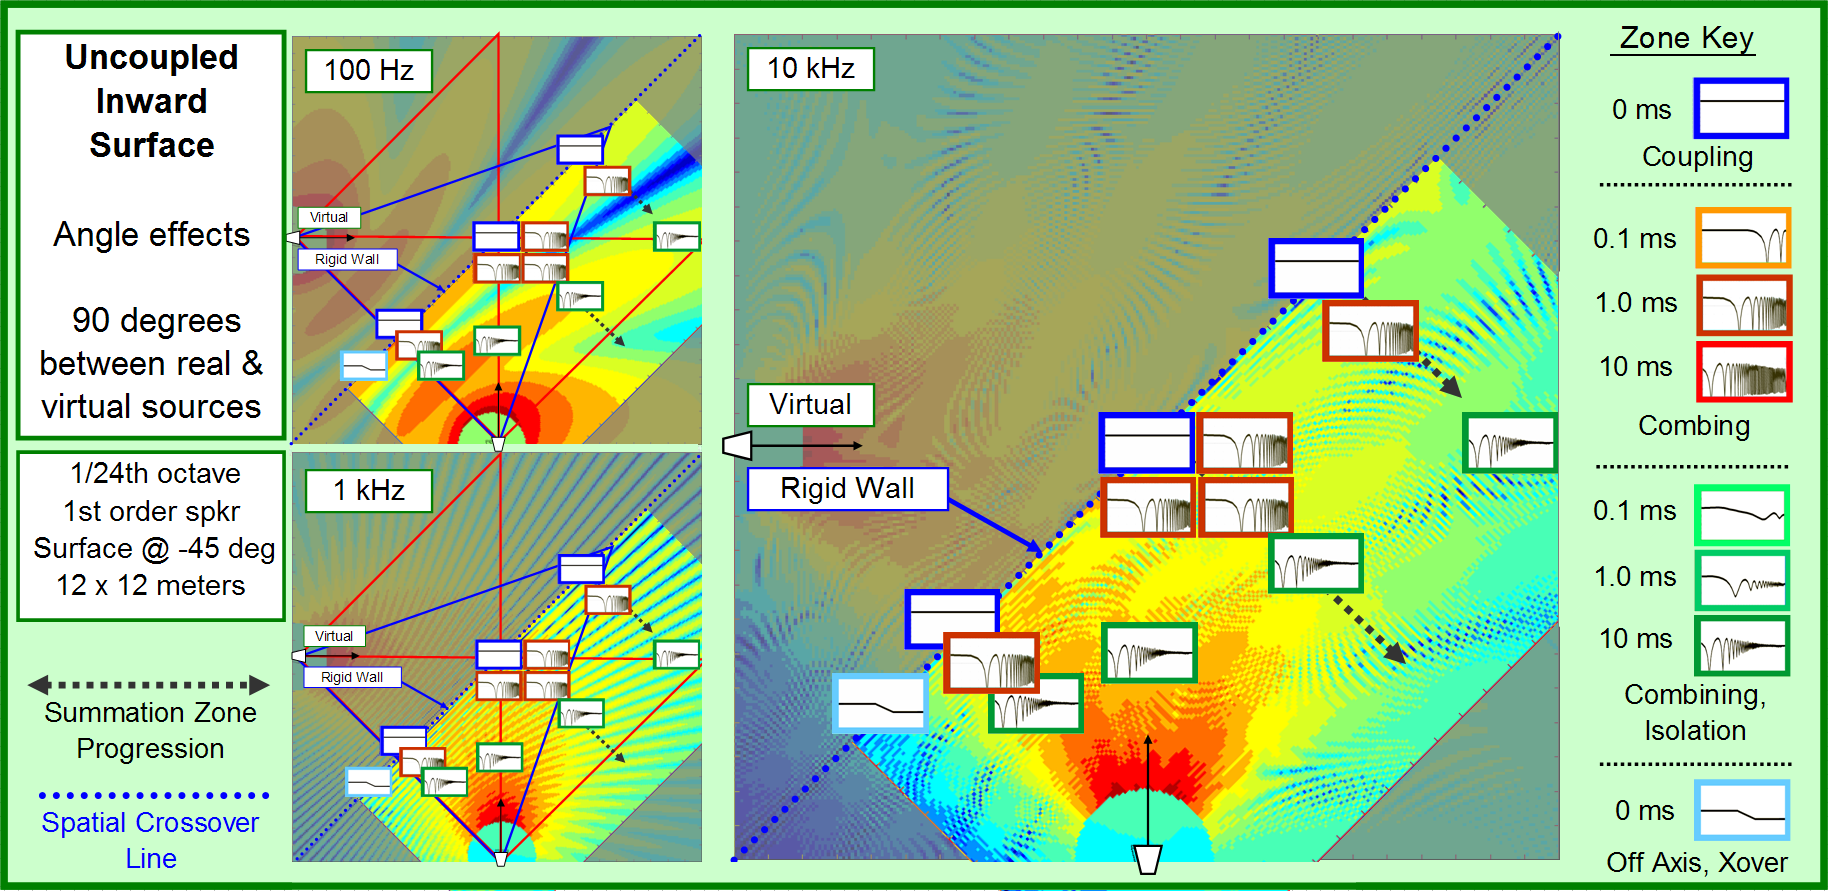 Uncoupled
Inward
Surface
Angle effects
90 degrees
between real &
virtual sources
1/24th octave
1st order spkr
Surface @ -45 deg
12 x 12 meters
Summation Zone
Progression
Spatial Crossover
Line
100 Hz
Virtual
Rigid Wall
1 kHz
Virtual
Rigid Wall
10 kHz
Virtual
Rigid Wall
Zone Key
0 ms
Coupling
0.1 ms
1.0 ms
10 ms
Combing
0.1 ms
1.0 ms
10 ms
Combining,
Isolation
0 ms
Off Axis, Xover